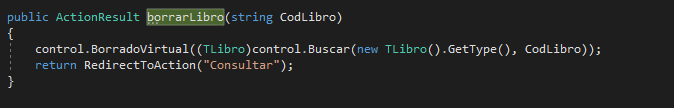 public ActionResult borrarLibro(string CodLibro)
{
control.BorradoVirtual((TLibro)control.Buscar(new TLibro().GetType(), CodLibro));
return RedirectToAction("Consultar");
}